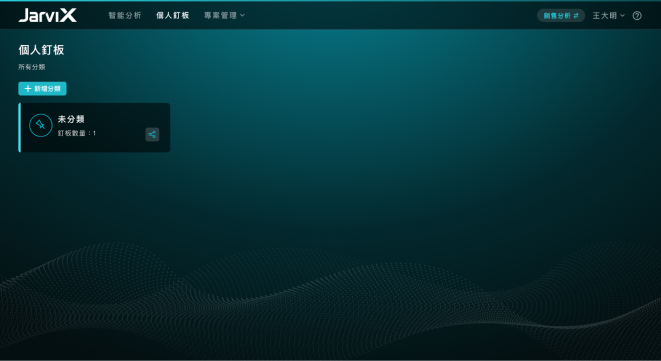 JarviX
智能分析
個人釘板
專案管理
銷售分析
王大明
個人釘板
所有分類
+ 新增分類
未分類
釘板數量：1